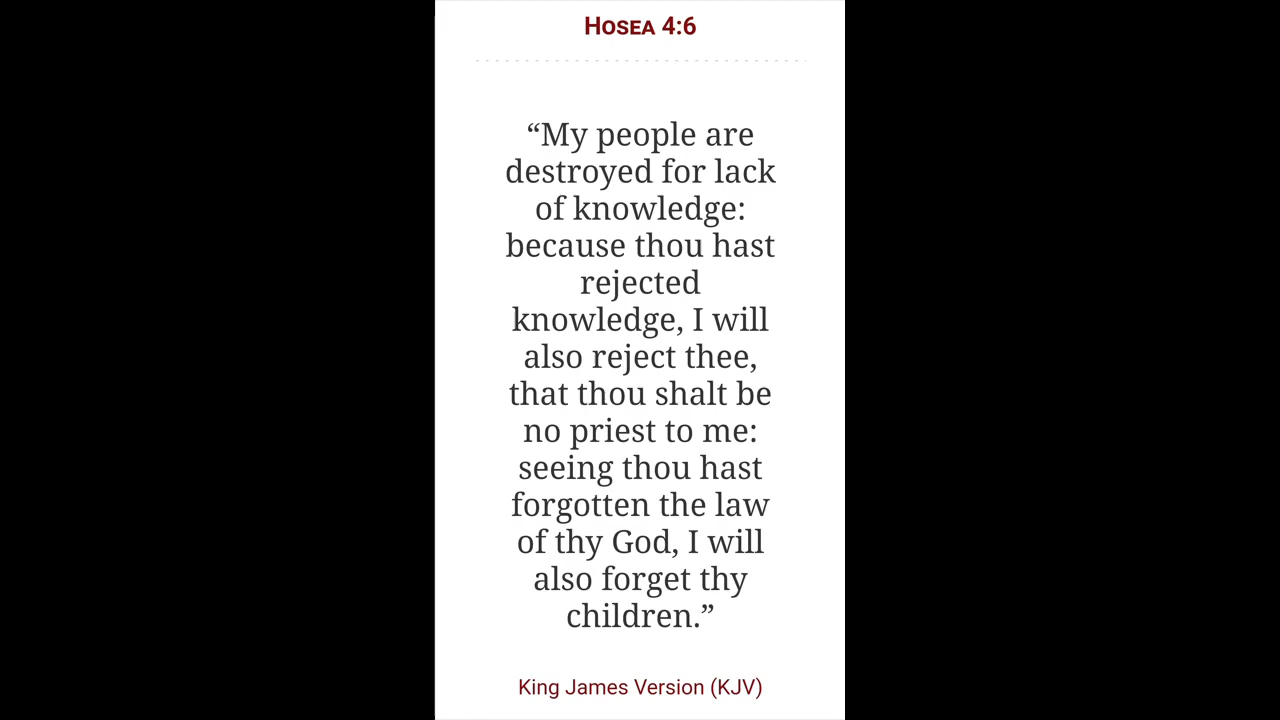 Hosea 4:6
“My people are
destroyed for lack
of knowledge:
because thou hast
rejected
knowledge, I will
also reject thee,
that thou shalt be
no priest to me:
seeing thou hast
forgotten the law
of thy God, I will
also forget thy
children.”
King James Version (KJV)